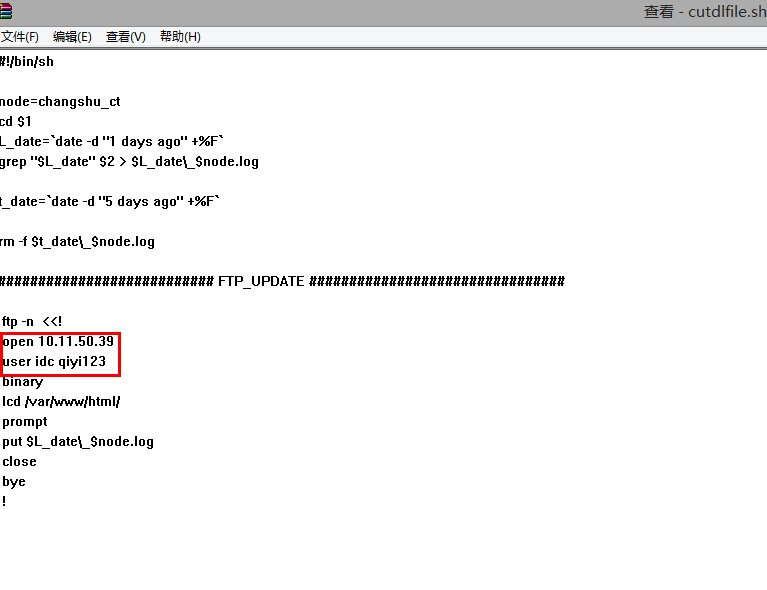 查看 - cutdlfile.sh
文件(F) 编辑(E) 查看(V) 帮助(H)
#!/bin/sh
node=changshu_ct
cd $1
L_date=`date -d "1 days ago" +%F`
grep "$L_date" $2 > $L_date\_$node.log
t_date=`date -d "5 days ago" +%F`
rm -f $t_date\_$node.log
########################### FTP_UPDATE ################################
ftp -n <<!
open 10.11.50.39
user idc qiyi123
binary
lcd /var/www/html/
prompt
put $L_date\_$node.log
close
bye
!